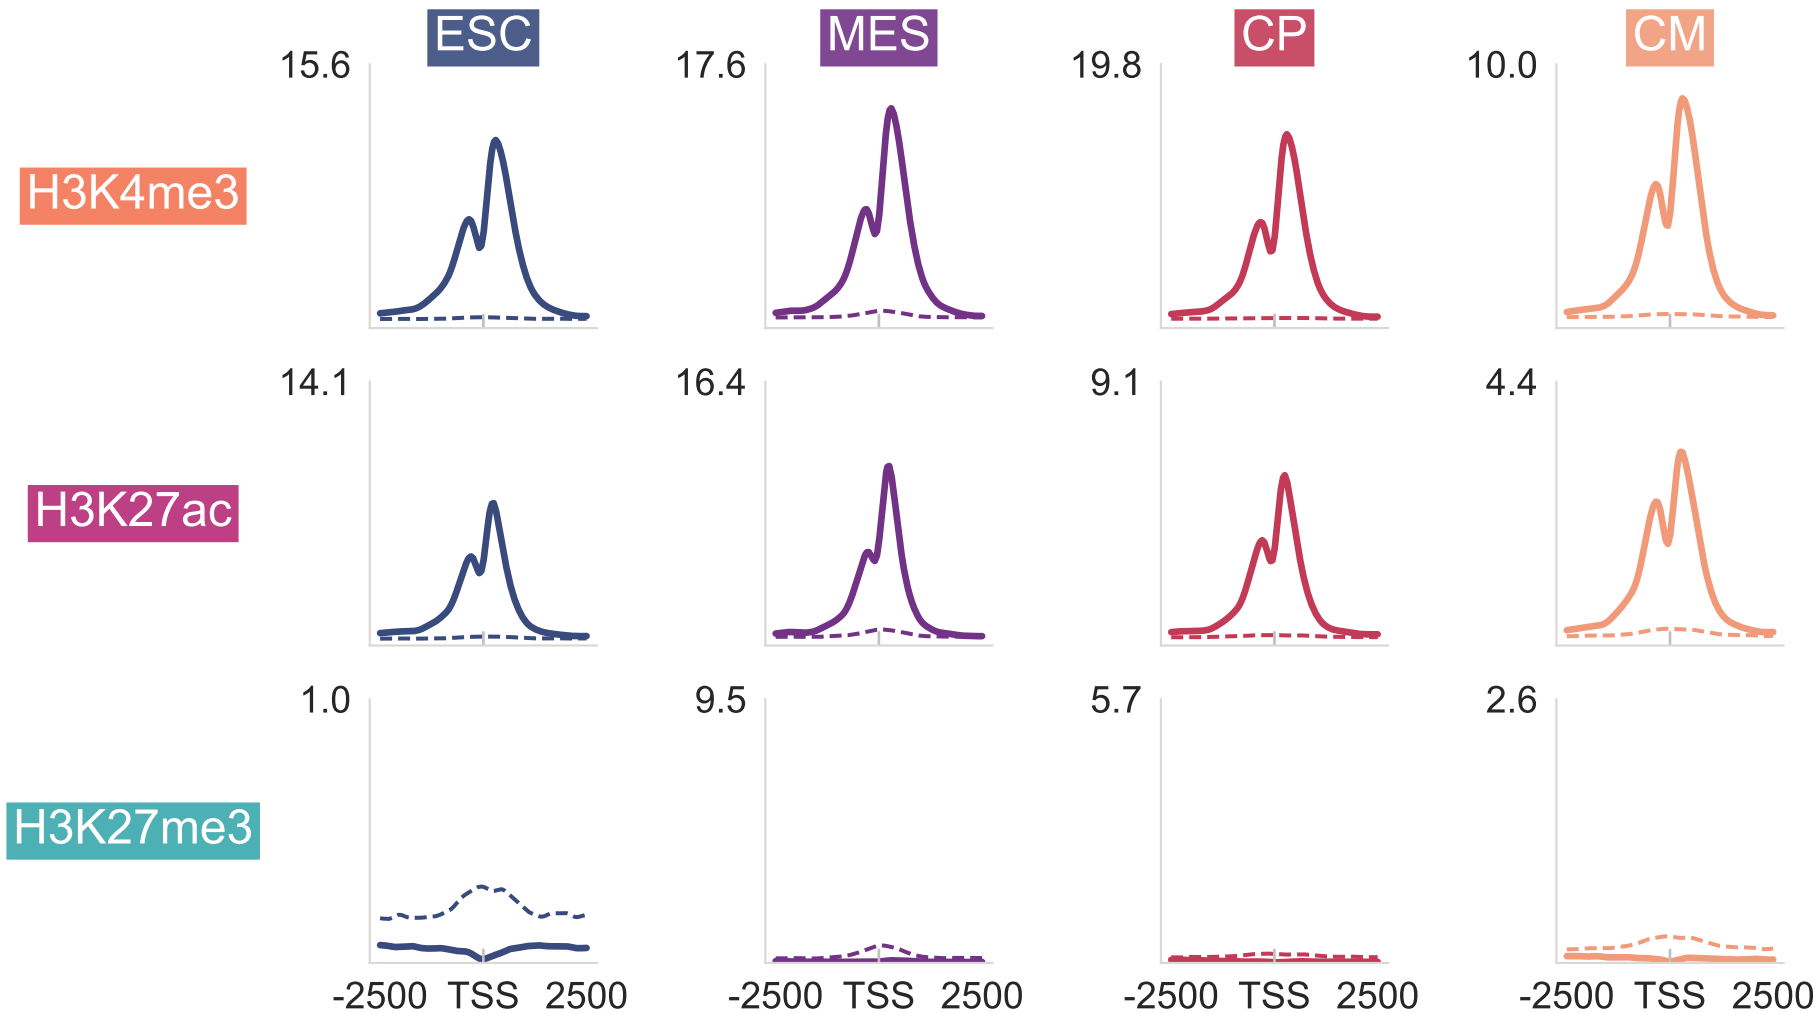 ESC MES CP CM
15.6 17.6 19.8 10.0
H3K4me3
14.1 16.4 9.1 4.4
H3K27ac
1.0 9.5 5.7 2.6
H3K27me3
-2500 TSS 2500 -2500 TSS 2500 -2500 TSS 2500 -2500 TSS 2500